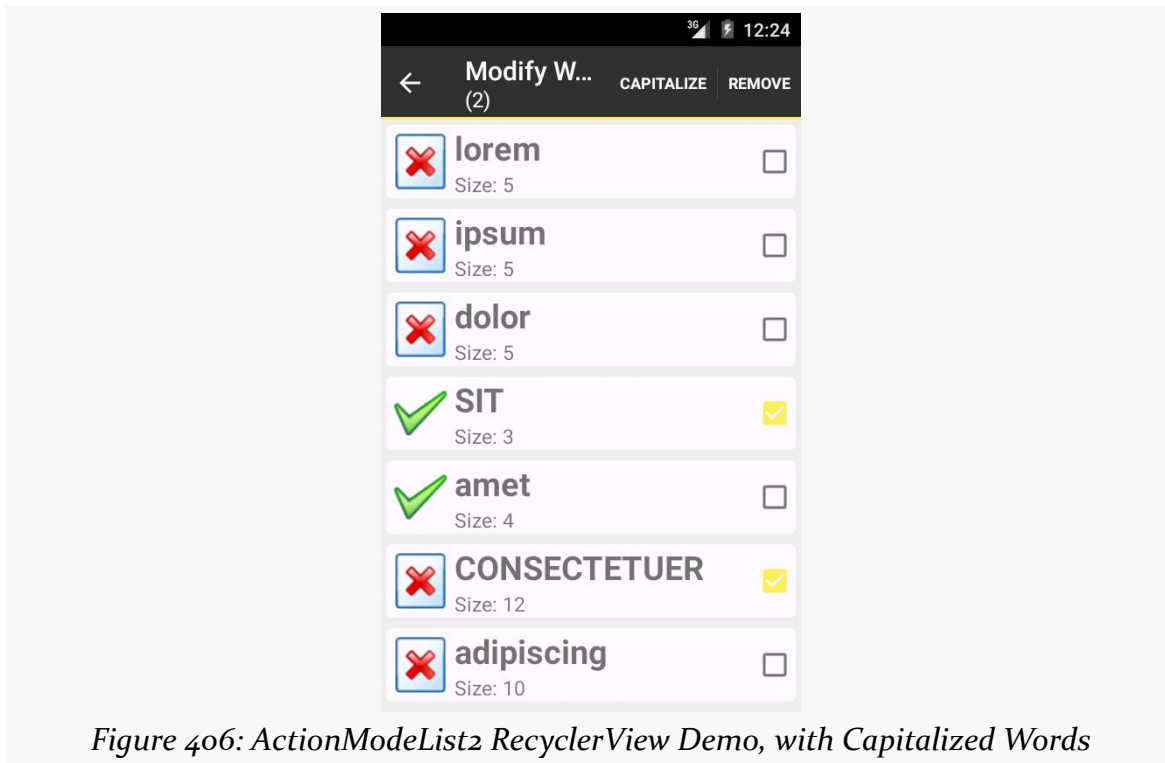 3G 12:24
Modify W... CAPITALIZE REMOVE
(2)
lorem
Size: 5
ipsum
Size: 5
dolor
Size: 5
SIT
Size: 3
amet
Size: 4
CONSECTETUER
Size: 12
adipiscing
Size: 10
Figure 406: ActionModeList2 RecyclerView Demo, with Capitalized Words